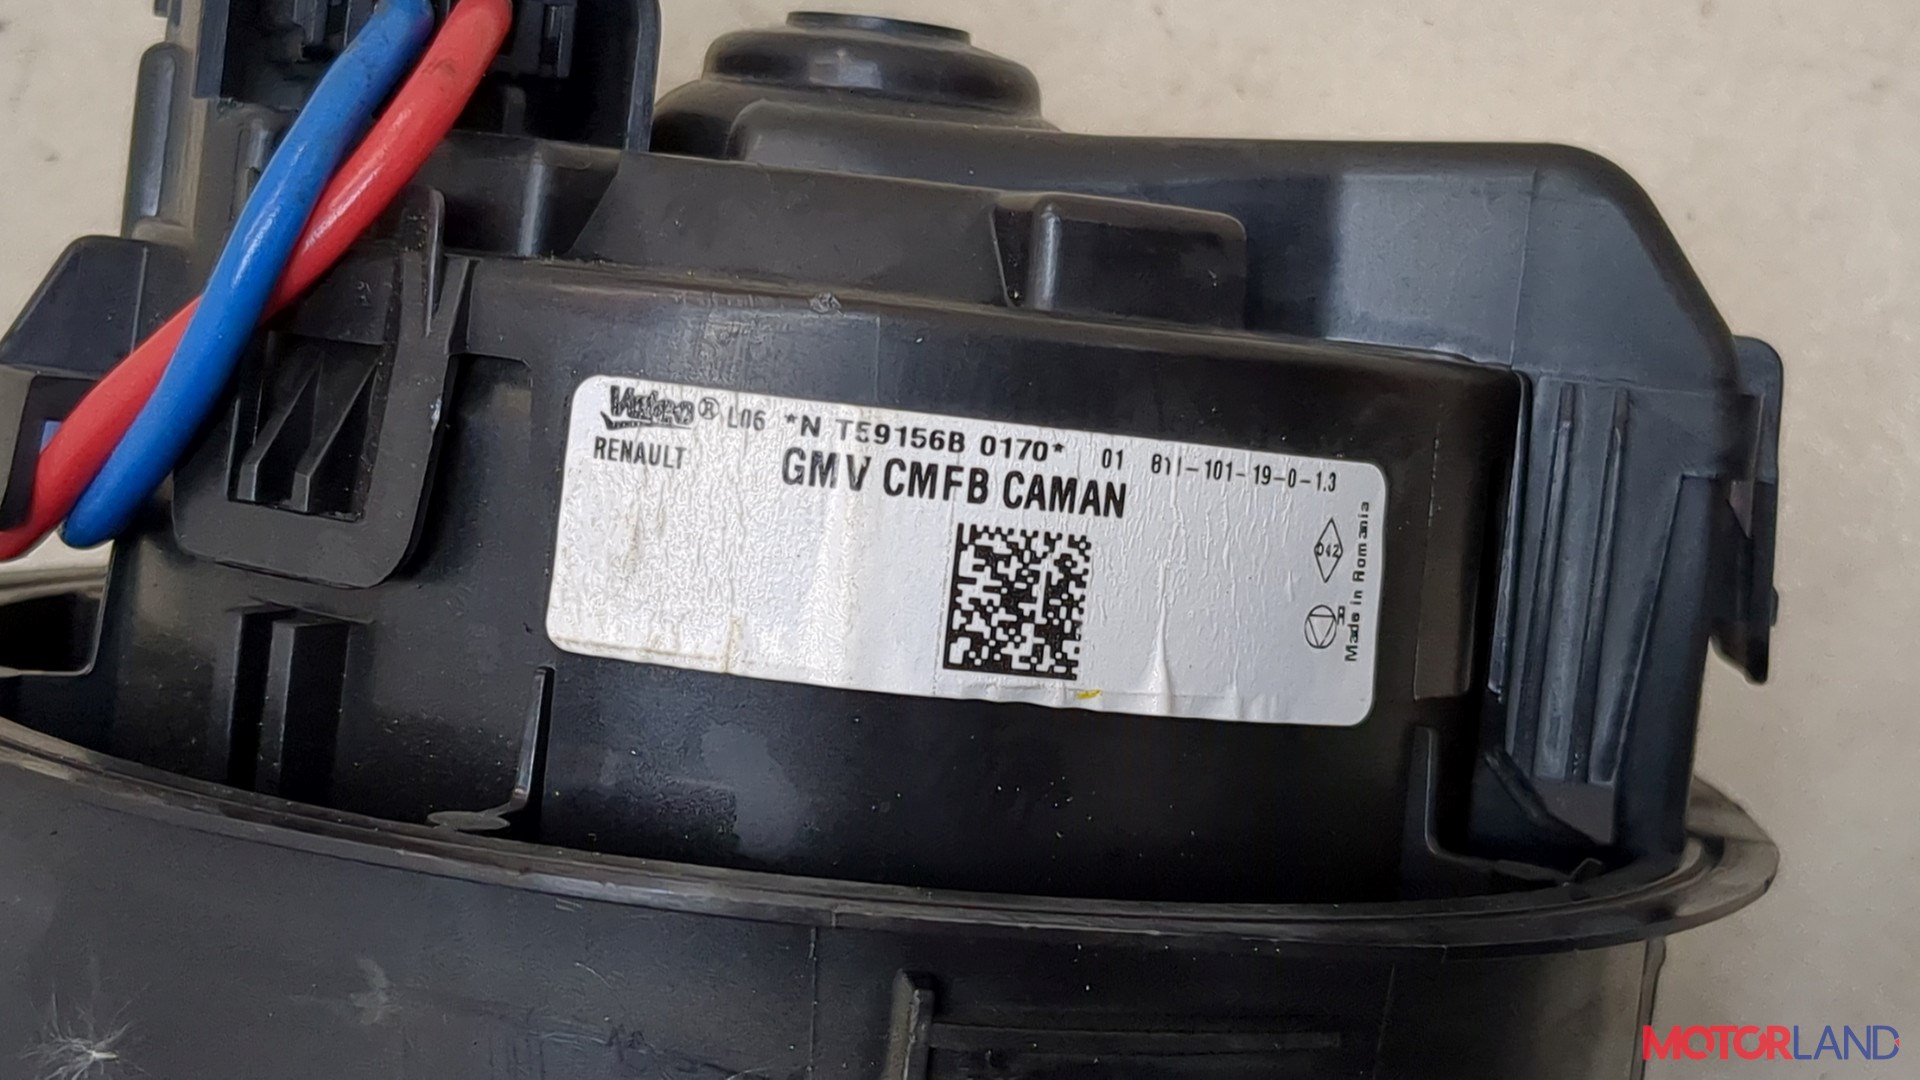 Valeo® L06 *N T59156B 0170* 01 811-101-19-0-1.3
RENAULT
GMV CMFB CAMAN
042
A
Made in Romania
MOTORLAND